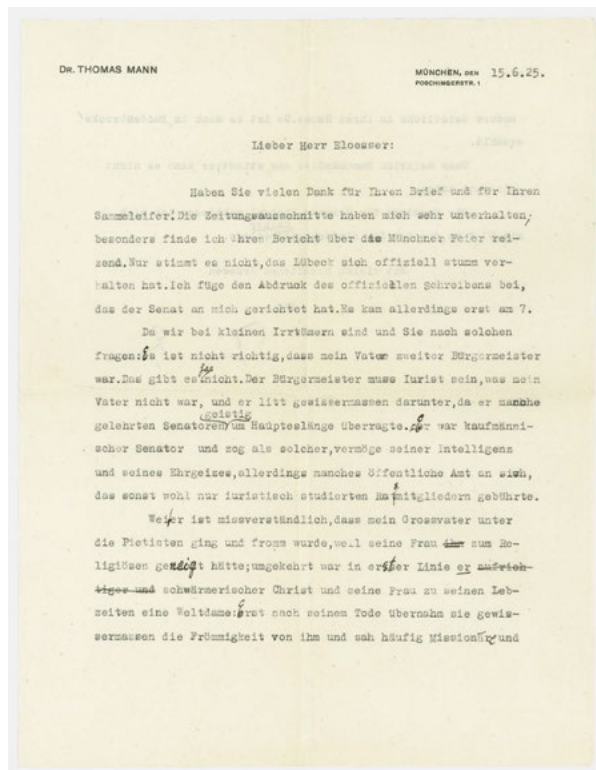 DR. THOMAS MANN
MÜNCHEN, DEN 15.6.25.
POSCHINGERSTR. 1
Lieber Herr Eloesser:
Haben Sie vielen Dank für Ihren Brief und für Ihren
Sammeleifer. Die Zeitungsausschnitte haben mich sehr unterhalten,
besonders finde ich Ihren Bericht über die Münchner Feier rei-
zend.Nur stimmt es nicht,das Lübeck sich offiziell stumm ver-
halten hat.Ich füge den Abdruck des offiziellen Schreibens bei,
das der Senat an mich gerichtet hat.Es kam allerdings erst am 7.
Da wir bei kleinen Irrtümern sind und Sie nach solchen
fragen:Es ist nicht richtig,dass mein Vater zweiter Bürgermeister
war.Das gibt es ja nicht.Der Bürgermeister muss Iurist sein,was mein
Vater nicht war, und er litt gewissermassen darunter,da er manche
gelehrten Senatoren geistig um Haupteslänge überragte.Er war kaufmänni-
scher Senator und zog als solcher,vermöge seiner Intelligenz
und seines Ehrgeizes,allerdings manches öffentliche Amt an sich,
das sonst wohl nur iuristisch studierten Ratsmitgliedern gebührte.
Weiter ist missverständlich,dass mein Grossvater unter
die Pietisten ging und fromm wurde,weil seine Frau ihn zum Re-
ligiösen geneigt hätte;umgekehrt war in erster Linie er aufrich-
tiger und schwärmerischer Christ und seine Frau zu seinen Leb-
zeiten eine Weltdame:Erst nach seinem Tode übernahm sie gewis-
sermassen die Frömmigkeit von ihm und sah häufig Missionäre und